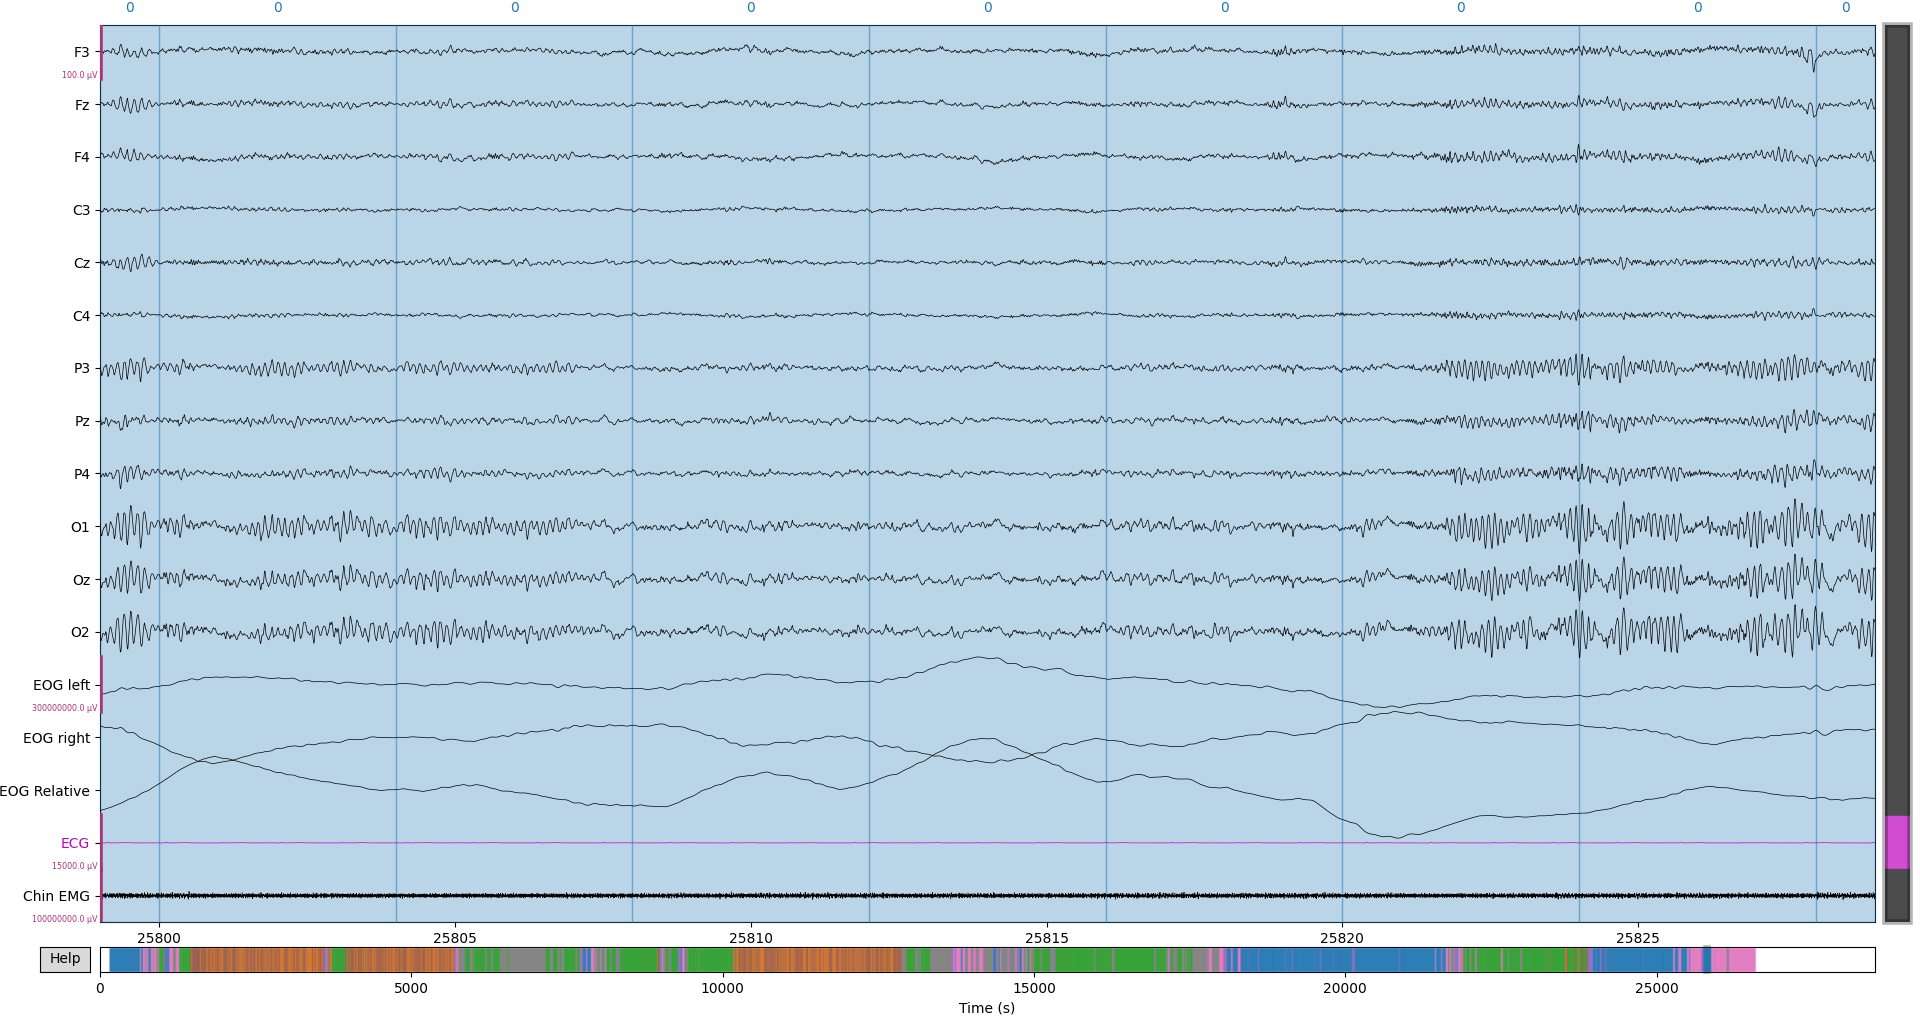 0 0 0 0 0 0 0 0 0
F3
100.0 µV
Fz
F4
C3
Cz
C4
P3
Pz
P4
O1
Oz
O2
EOG left
300000000.0 µV
EOG right
EOG Relative
ECG
15000.0 µV
Chin EMG
100000000.0 µV
25800 25805 25810 25815 25820 25825
Help
0 5000 10000 15000 20000 25000
Time (s)